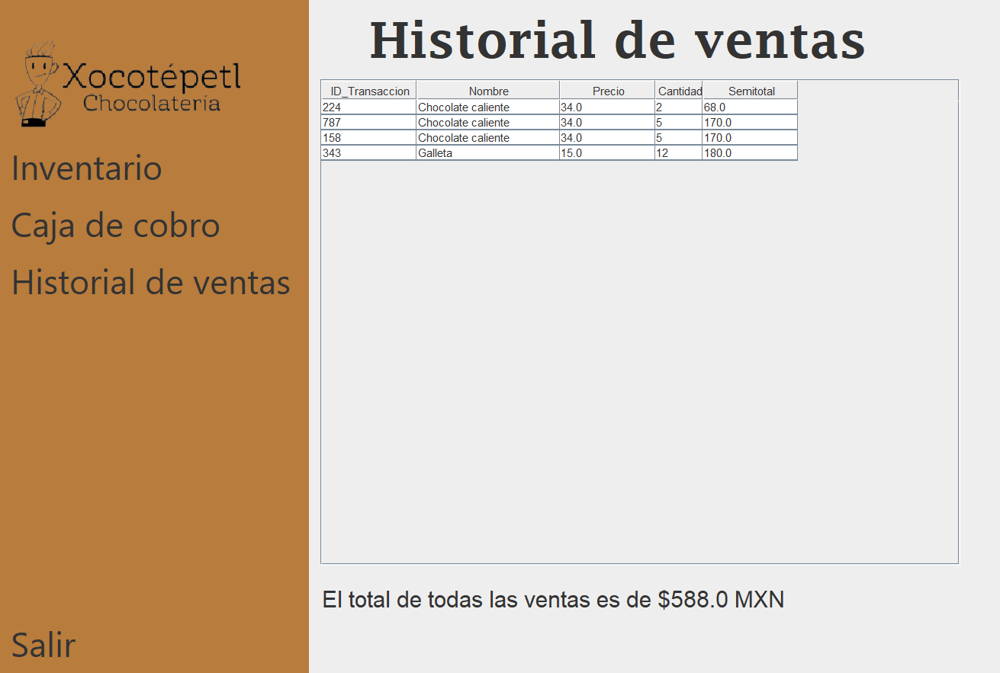 Xocotépetl
Chocolatería
Inventario
Caja de cobro
Historial de ventas
Salir
Historial de ventas
ID_Transaccion Nombre Precio Cantidad Semitotal
224 Chocolate caliente 34.0 2 68.0
787 Chocolate caliente 34.0 5 170.0
158 Chocolate caliente 34.0 5 170.0
343 Galleta 15.0 12 180.0
El total de todas las ventas es de $588.0 MXN